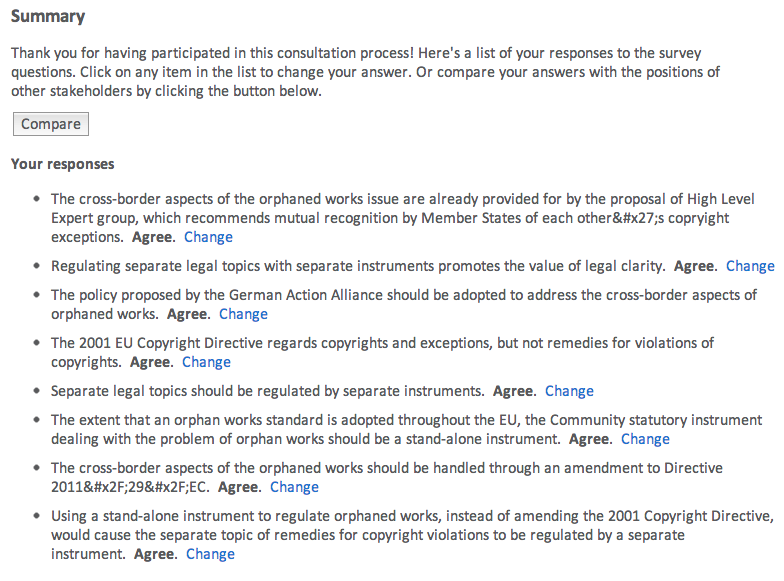 Summary
Thank you for having participated in this consultation process! Here's a list of your responses to the survey
questions. Click on any item in the list to change your answer. Or compare your answers with the positions of
other stakeholders by clicking the button below.
Compare
Your responses
• The cross-border aspects of the orphaned works issue are already provided for by the proposal of High Level
Expert group, which recommends mutual recognition by Member States of each other&#x27;s copryight
exceptions. Agree. Change
• Regulating separate legal topics with separate instruments promotes the value of legal clarity. Agree. Change
• The policy proposed by the German Action Alliance should be adopted to address the cross-border aspects of
orphaned works. Agree. Change
• The 2001 EU Copyright Directive regards copyrights and exceptions, but not remedies for violations of
copyrights. Agree. Change
• Separate legal topics should be regulated by separate instruments. Agree. Change
• The extent that an orphan works standard is adopted throughout the EU, the Community statutory instrument
dealing with the problem of orphan works should be a stand-alone instrument. Agree. Change
• The cross-border aspects of the orphaned works should be handled through an amendment to Directive
2011&#x2F;29&#x2F;EC. Agree. Change
• Using a stand-alone instrument to regulate orphaned works, instead of amending the 2001 Copyright Directive,
would cause the separate topic of remedies for copyright violations to be regulated by a separate
instrument. Agree. Change